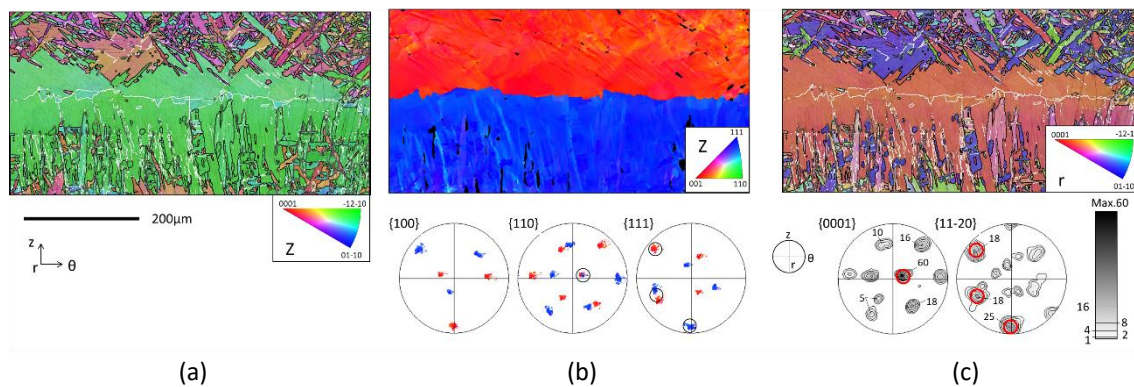 0001 -12-10
Z
01-10
200μm
z
r θ
(a)
111
Z
001 110
{100} {110} {111}
(b)
0001 -12-1
r
01-10
Max.60
{0001} {11-20}
z
r
10 16
60
5
18
18
18
25
16
8
4
2
1
(c)